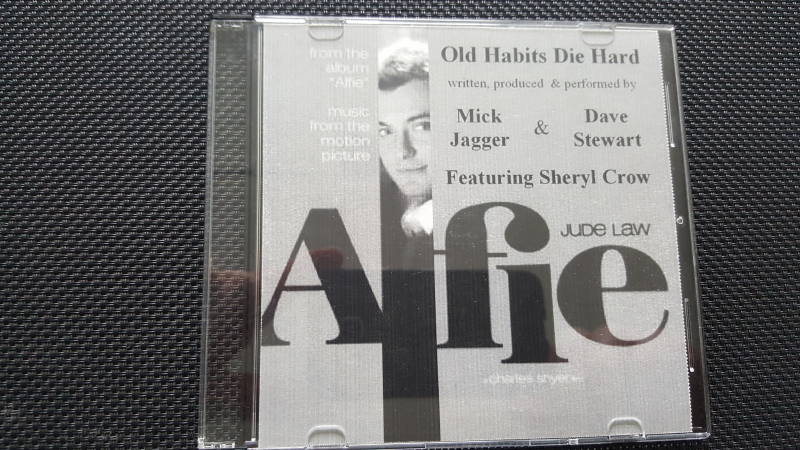 from the
album
"Alfie"
music
from the
motion
picture
Old Habits Die Hard
written, produced & performed by
Mick Jagger & Dave Stewart
Featuring Sheryl Crow
JUDE LAW
Alfie
a charles shyer film